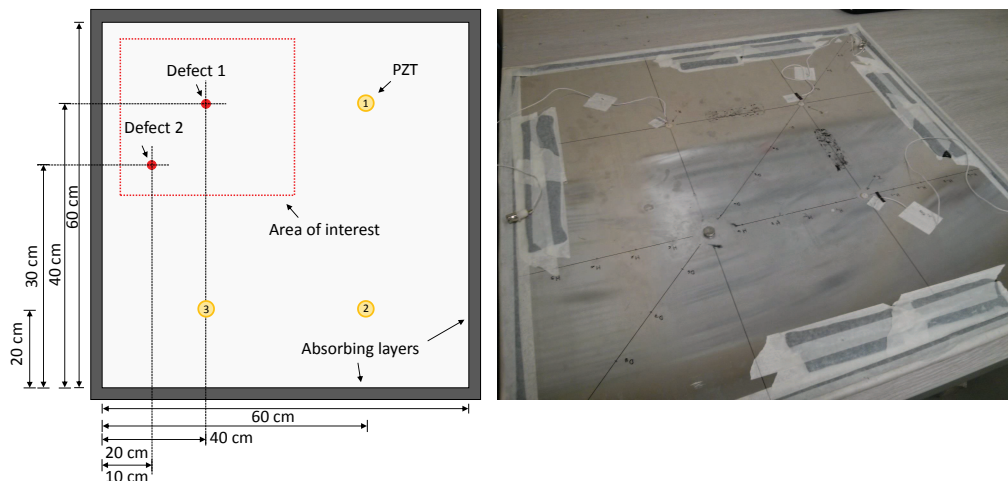 Defect 1
PZT
1
Defect 2
Area of interest
60 cm
40 cm
30 cm
20 cm
3
2
Absorbing layers
60 cm
40 cm
20 cm
10 cm